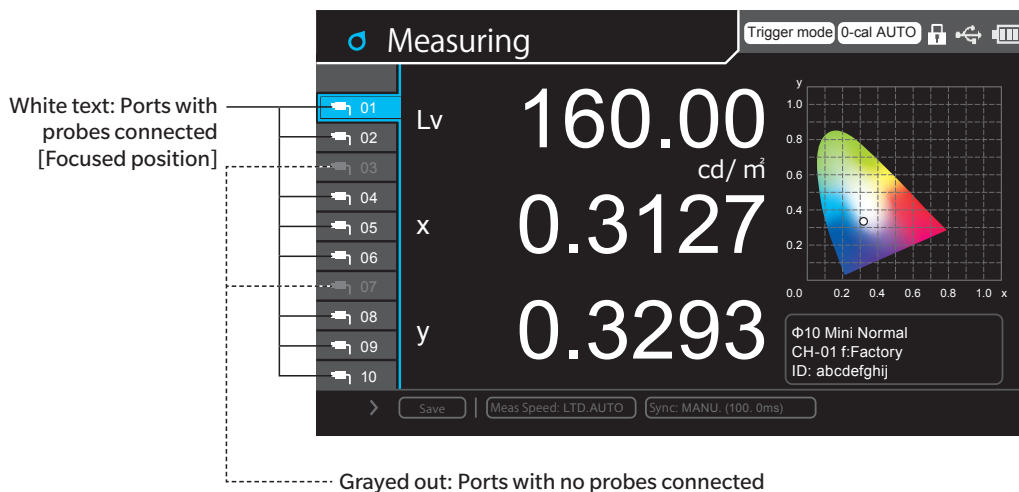 Measuring
Trigger mode
0-cal AUTO
White text: Ports with
probes connected
[Focused position]
01
02
03
04
05
06
07
08
09
10
Lv
160.00
cd/ ㎡
x
0.3127
y
0.3293
y
1.0
0.8
0.6
0.4
0.2
0.0 0.2 0.4 0.6 0.8 1.0 x
Φ10 Mini Normal
CH-01 f:Factory
ID: abcdefghij
> Save Meas Speed: LTD.AUTO Sync: MANU. (100. 0ms)
Grayed out: Ports with no probes connected